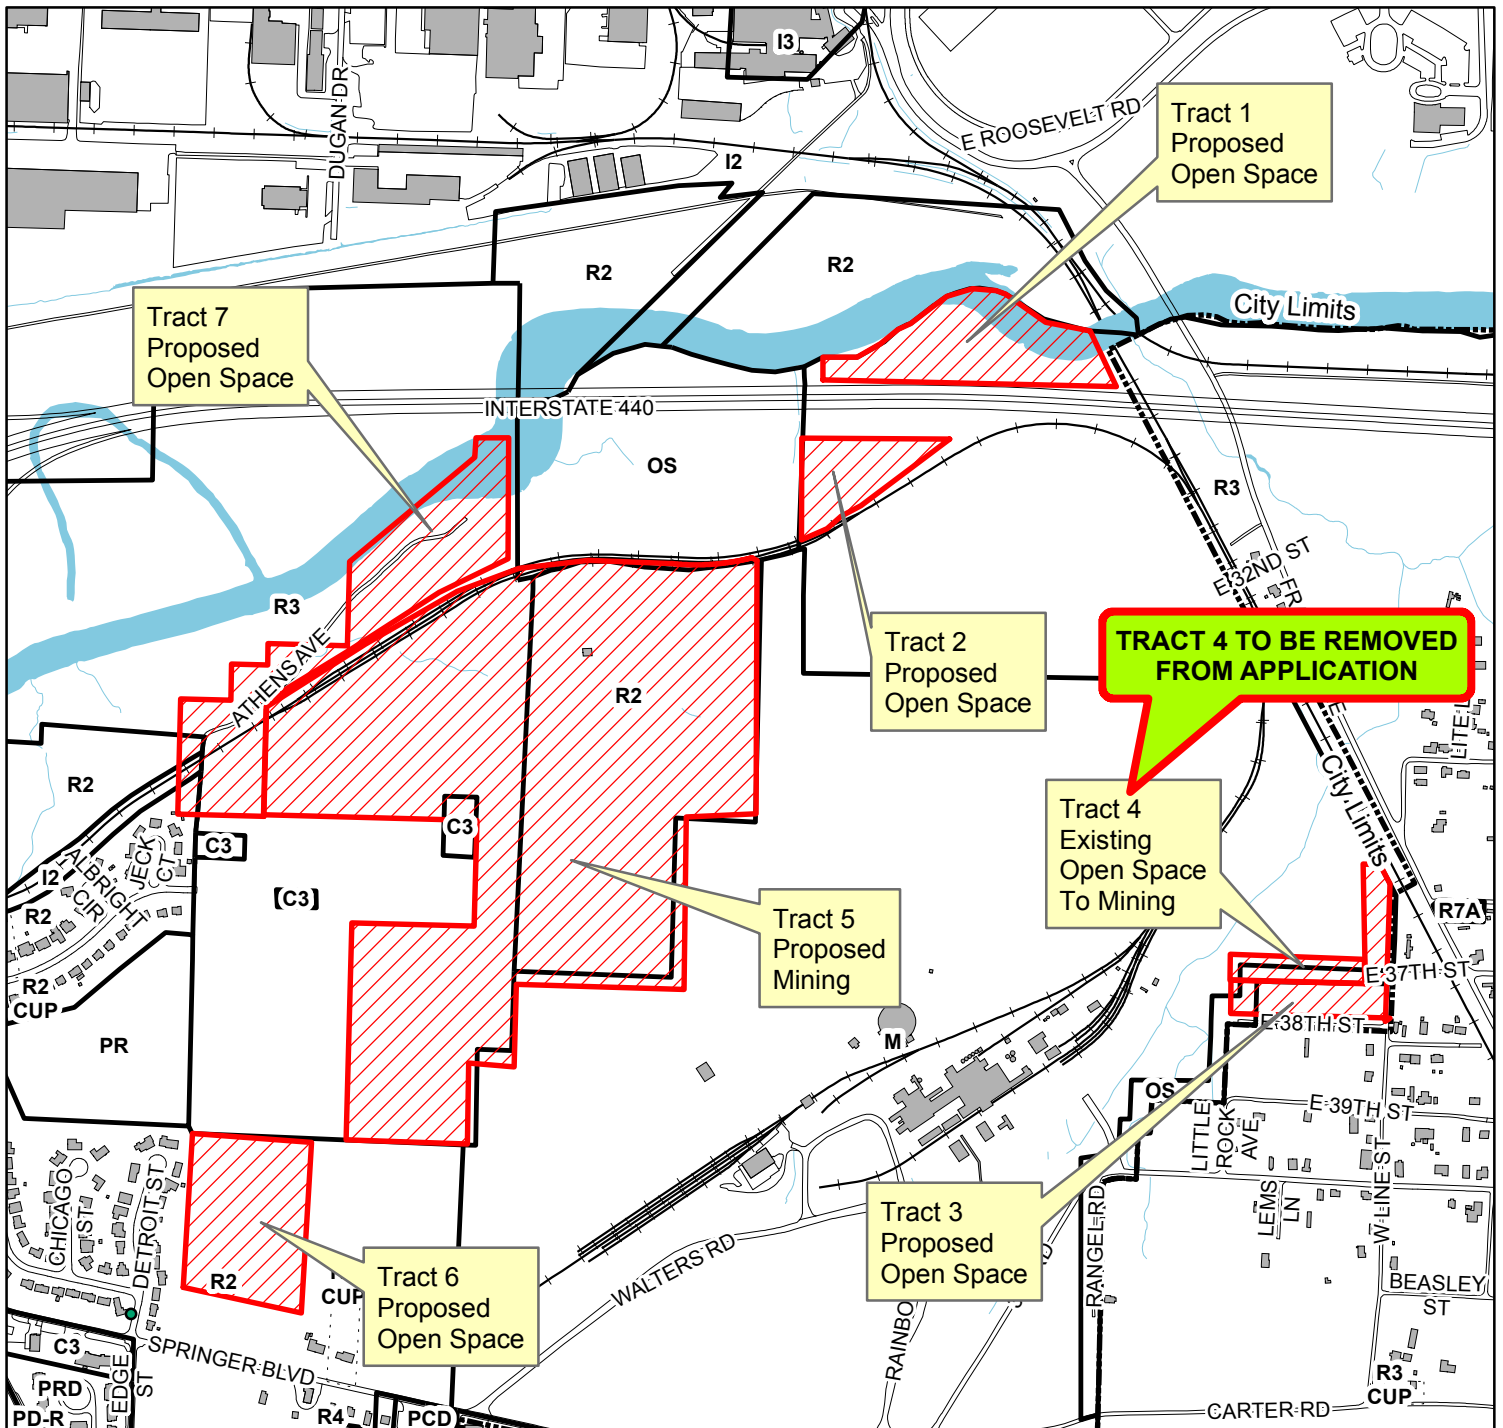 I3
DUGAN DR
E ROOSEVELT RD
Tract 1
Proposed
Open Space
I2
R2
R2
City Limits
Tract 7
Proposed
Open Space
INTERSTATE 440
OS
R3
E 32ND ST
FR
R3
Tract 2
Proposed
Open Space
TRACT 4 TO BE REMOVED
FROM APPLICATION
ATHENS AVE
R2
R2
City Limits
Tract 4
Existing
Open Space
To Mining
C3
C3
JECK
CT
ALBRIGHT
CIR
I2
R2
[C3]
Tract 5
Proposed
Mining
R7A
E 37TH ST
E 38TH ST
R2
CUP
PR
M
OS
E 39TH ST
LITTLE
ROCK
AVE
W LINE ST
LEMS
LN
RANGEL RD
CHICAGO
ST
DETROIT ST
Tract 3
Proposed
Open Space
R2
CUP
Tract 6
Proposed
Open Space
WALTERS RD
BEASLEY
ST
C3
SPRINGER BLVD
EDGE
ST
PRD
PD-R
R4
PCD
RAINBO
R3
CUP
CARTER RD